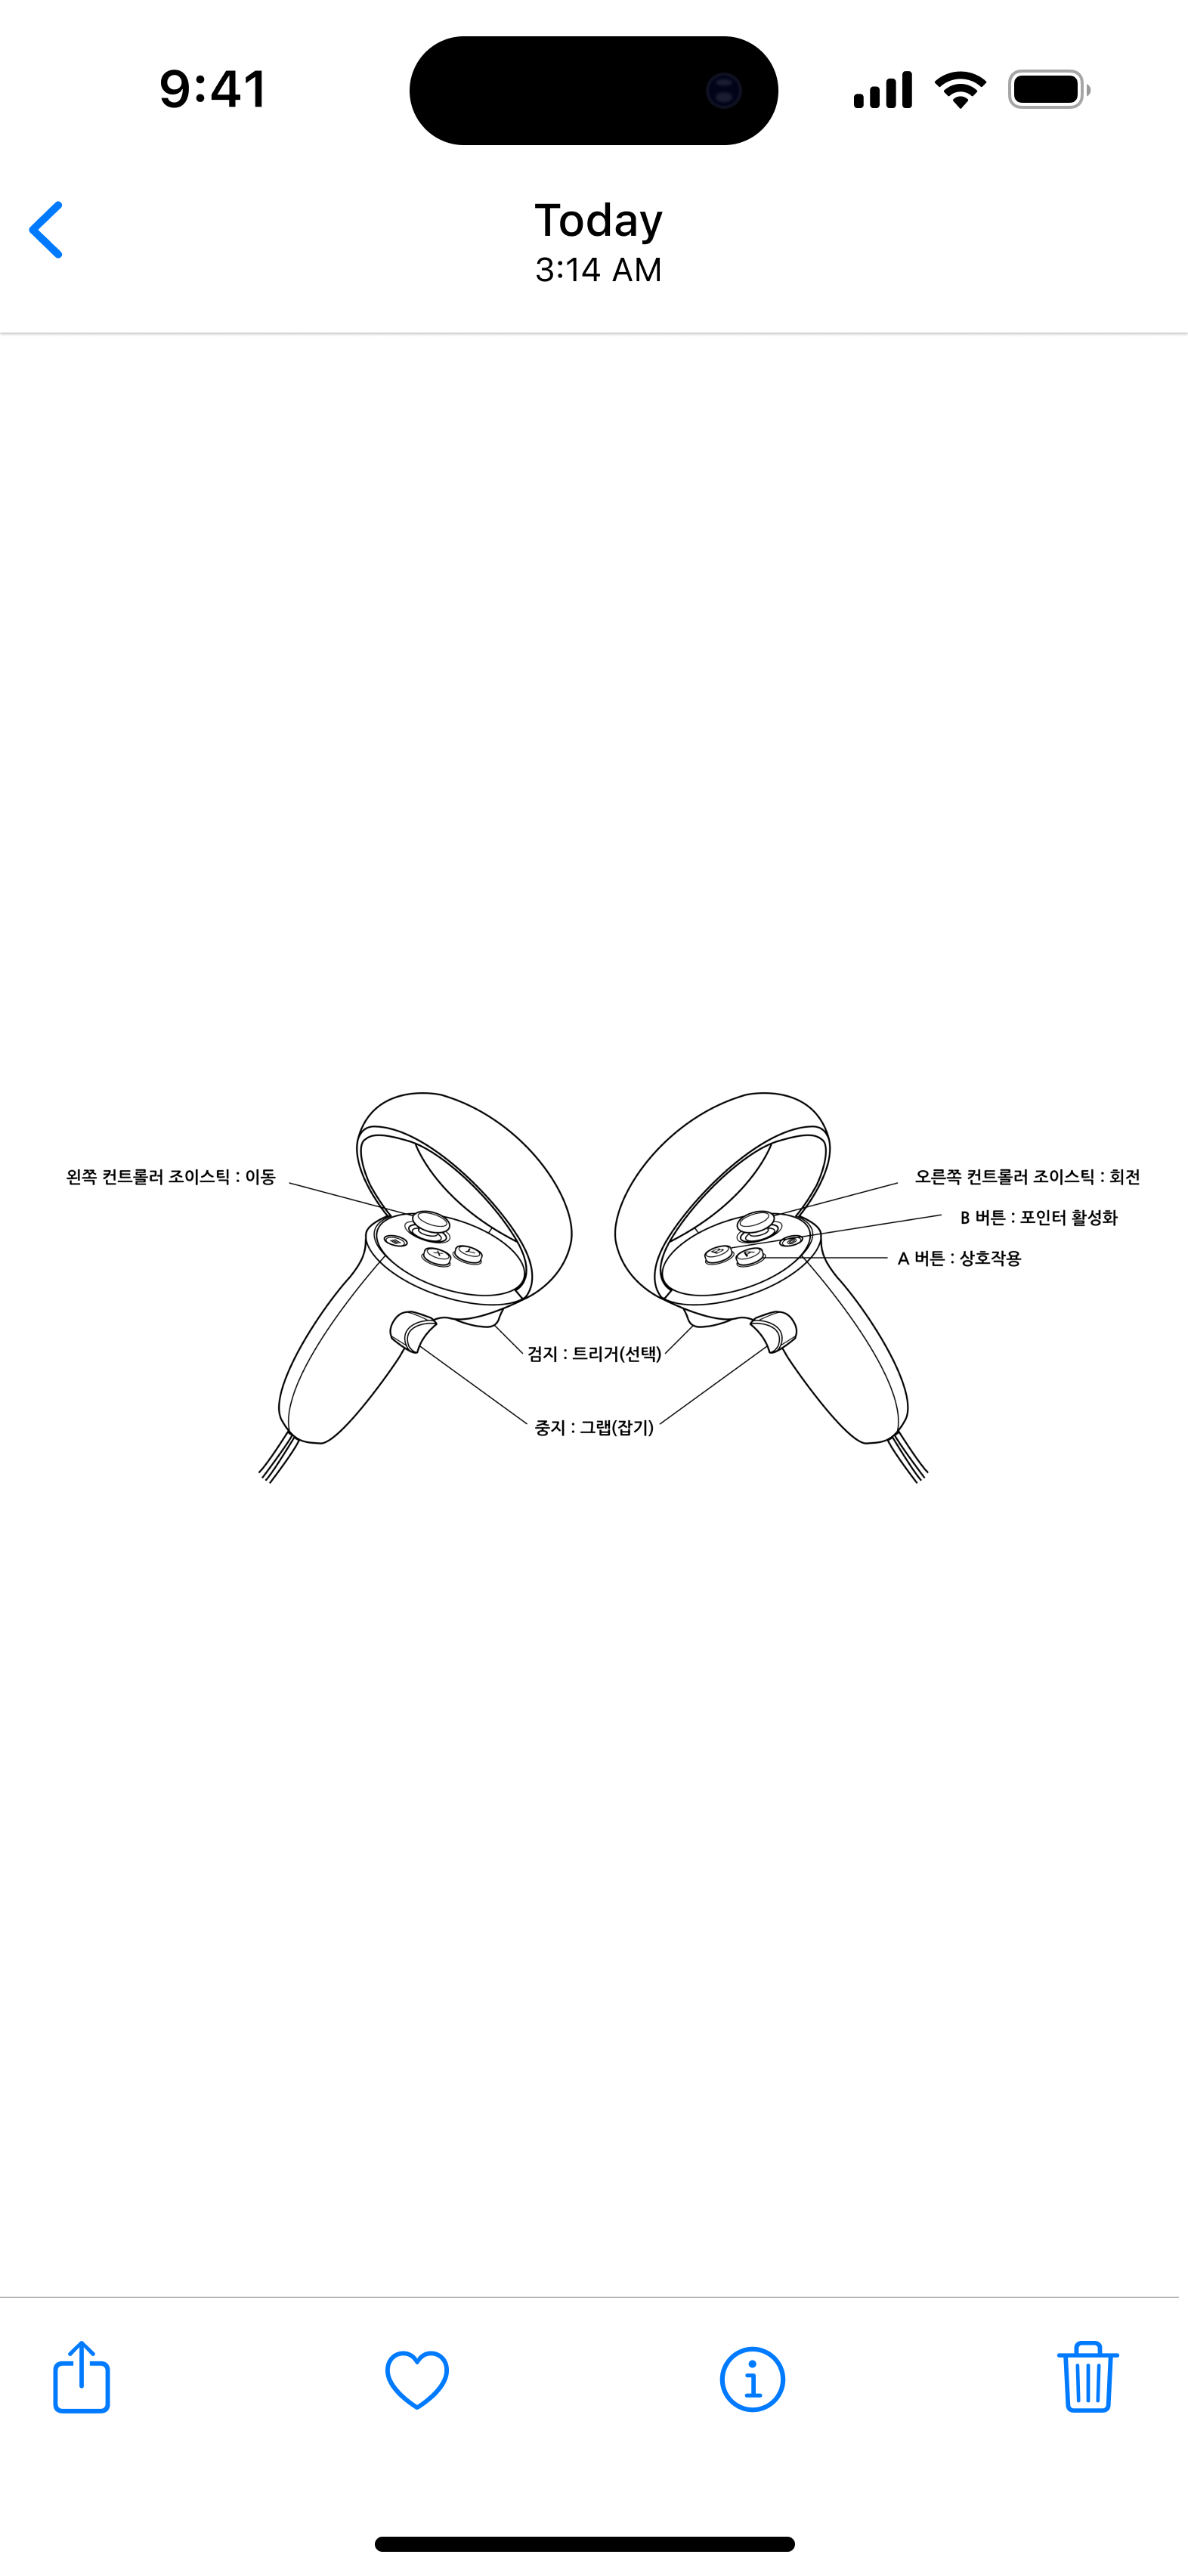 9:41
Today
3:14 AM
왼쪽 컨트롤러 조이스틱 : 이동
오른쪽 컨트롤러 조이스틱 : 회전
B 버튼 : 포인터 활성화
A 버튼 : 상호작용
X
Y
B
A
검지 : 트리거(선택)
중지 : 그랩(잡기)